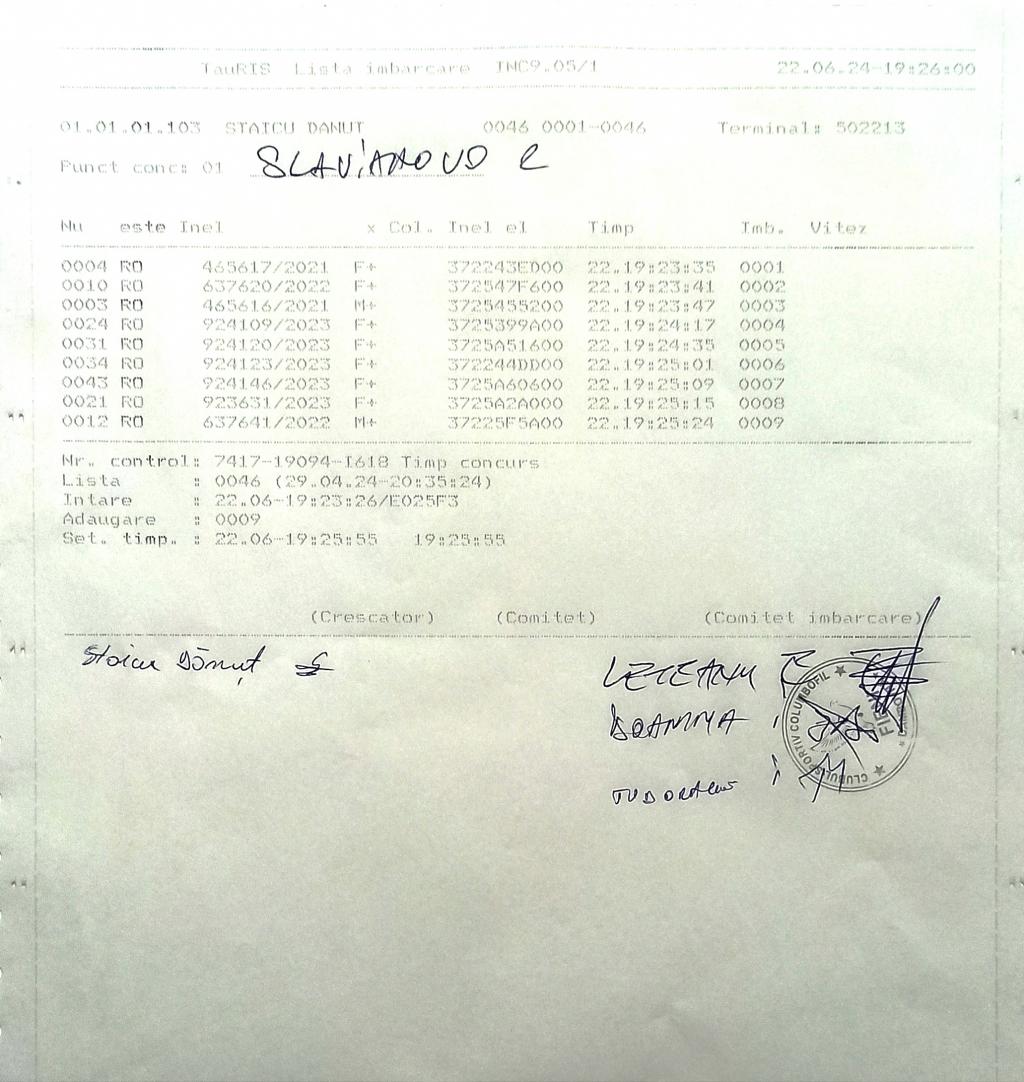 TauRIS Lista imbarcare INC9.05/1 22.06.24-19:26:00
01.01.01.103 STAICU DANUT 0046 0001-0046 Terminal: 502213
Funct conc: 01
Nu este Inel x Col. Inel el Timp Imb. Vitez
0004 RO 465617/2021 F+ 372243ED00 22.19:23:35 0001
0010 RO 637620/2022 F+ 372547F600 22.19:23:41 0002
0003 RO 465616/2021 M+ 3725455200 22.19:23:47 0003
0024 RO 924109/2023 F+ 3725399A00 22.19:24:17 0004
0031 RO 924120/2023 F+ 3725A51600 22.19:24:35 0005
0034 RO 924123/2023 F+ 372244DD00 22.19:25:01 0006
0043 RO 924146/2023 F+ 3725A60600 22.19:25:09 0007
0021 RO 923631/2023 F+ 3725A2A000 22.19:25:15 0008
0012 RO 637641/2022 M+ 37225F5A00 22.19:25:24 0009
Nr. control: 7417-19094-I618 Timp concurs
Lista : 0046 (29.04.24-20:35:24)
Intare : 22.06-19:23:26/E025F3
Adaugare : 0009
Set. timp. : 22.06-19:25:55 19:25:55
(Crescator) (Comitet) (Comitet imbarcare)
Staicu Dănuț
CLUBUL SPORTIV COLUMBOFIL